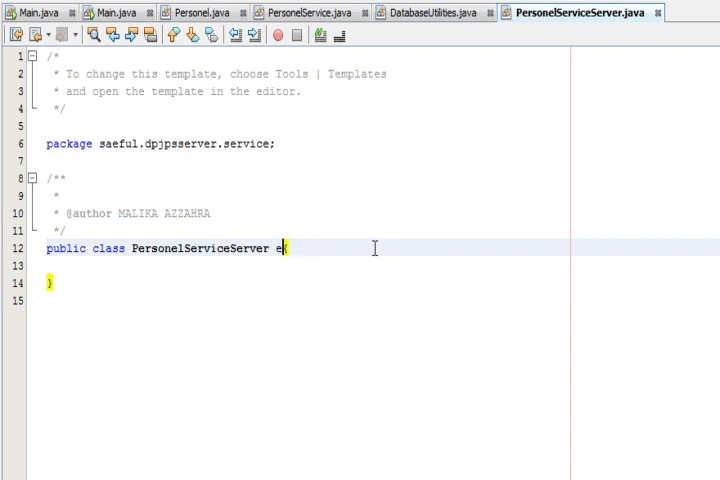 Main.java Main.java Personel.java PersonelService.java DatabaseUtilities.java PersonelServiceServer.java
1 /*
2 * To change this template, choose Tools | Templates
3 * and open the template in the editor.
4 */
5
6 package saeful.dpjpsserver.service;
7
8 /**
9 *
10 * @author MALIKA AZZAHRA
11 */
12 public class PersonelServiceServer e{
13
14 }
15